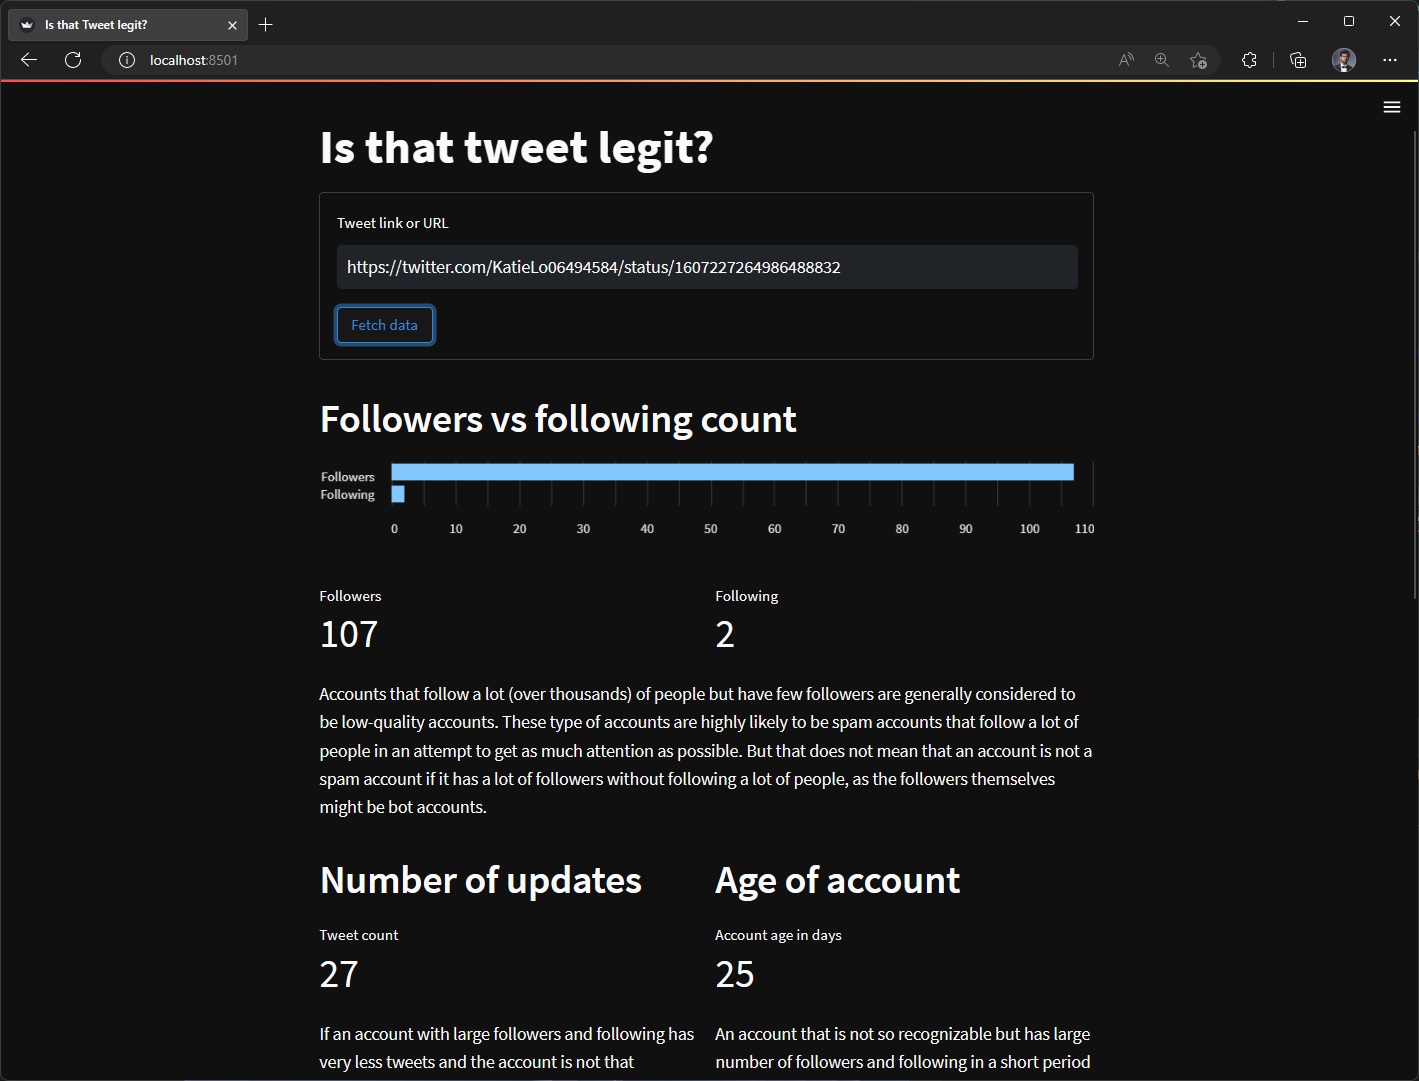 Is that Tweet legit?
localhost:8501
Is that tweet legit?
Tweet link or URL
https://twitter.com/KatieLo06494584/status/1607227264986488832
Fetch data
Followers vs following count
Followers
Following
0 10 20 30 40 50 60 70 80 90 100 110
Followers Following
107 2
Accounts that follow a lot (over thousands) of people but have few followers are generally considered to
be low-quality accounts. These type of accounts are highly likely to be spam accounts that follow a lot of
people in an attempt to get as much attention as possible. But that does not mean that an account is not a
spam account if it has a lot of followers without following a lot of people, as the followers themselves
might be bot accounts.
Number of updates
Tweet count
27
If an account with large followers and following has
very less tweets and the account is not that
Age of account
Account age in days
25
An account that is not so recognizable but has large
number of followers and following in a short period